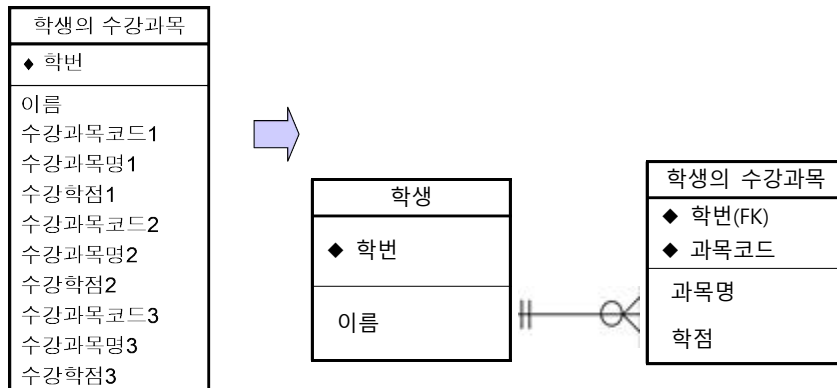 학생의 수강과목
◆ 학번
이름
수강과목코드1
수강과목명1
수강학점1
수강과목코드2
수강과목명2
수강학점2
수강과목코드3
수강과목명3
수강학점3
학생
◆ 학번
이름
학생의 수강과목
◆ 학번(FK)
◆ 과목코드
과목명
학점